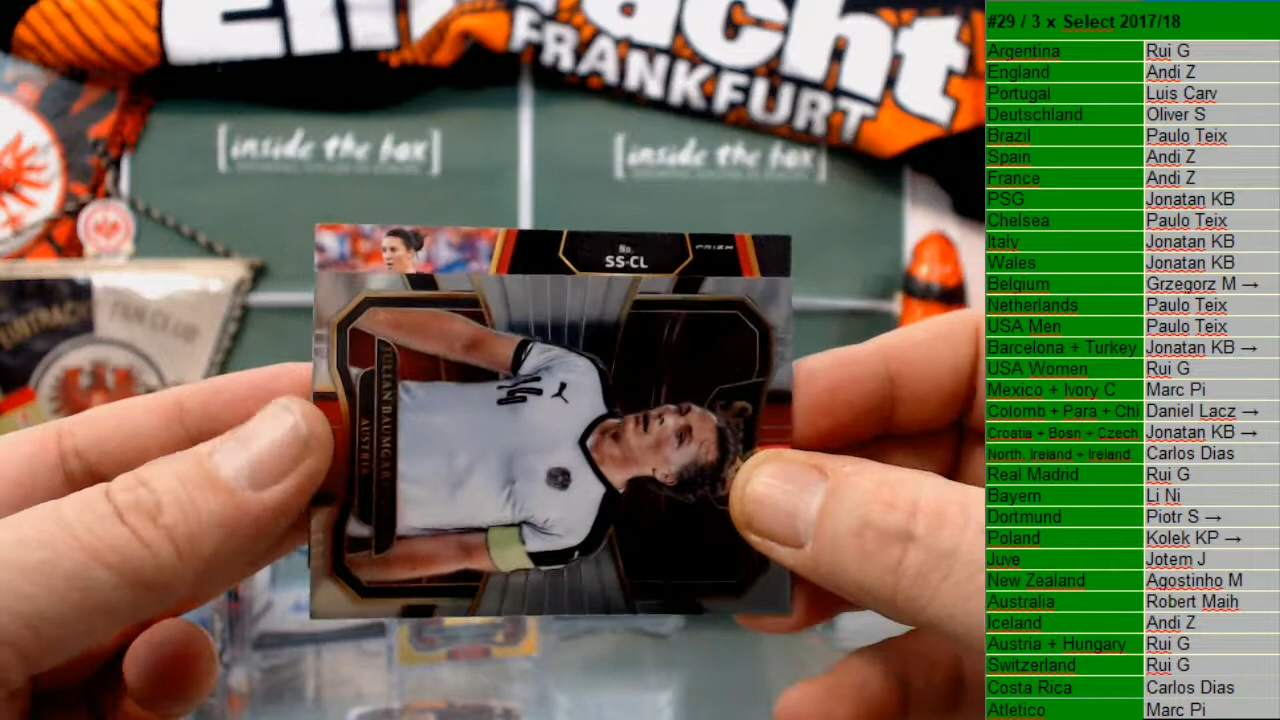 Eintracht
FRANKFURT
[inside the box]
[inside the box]
No.
SS-CL
PRIZM
JULIAN BAUMGARTLINGER
AUSTRIA
14
FAN CLUB
#29 / 3 x Select 2017/18
Argentina Rui G
England Andi Z
Portugal Luis Carv
Deutschland Oliver S
Brazil Paulo Teix
Spain Andi Z
France Andi Z
PSG Jonatan KB
Chelsea Paulo Teix
Italy Jonatan KB
Wales Jonatan KB
Belgium Grzegorz M →
Netherlands Paulo Teix
USA Men Paulo Teix
Barcelona + Turkey Jonatan KB →
USA Women Rui G
Mexico + Ivory C Marc Pi
Colomb + Para + Chi Daniel Lacz →
Croatia + Bosn + Czech Jonatan KB →
North. Ireland + Ireland Carlos Dias
Real Madrid Rui G
Bayern Li Ni
Dortmund Piotr S →
Poland Kolek KP →
Juve Jotem J
New Zealand Agostinho M
Australia Robert Maih
Iceland Andi Z
Austria + Hungary Rui G
Switzerland Rui G
Costa Rica Carlos Dias
Atletico Marc Pi